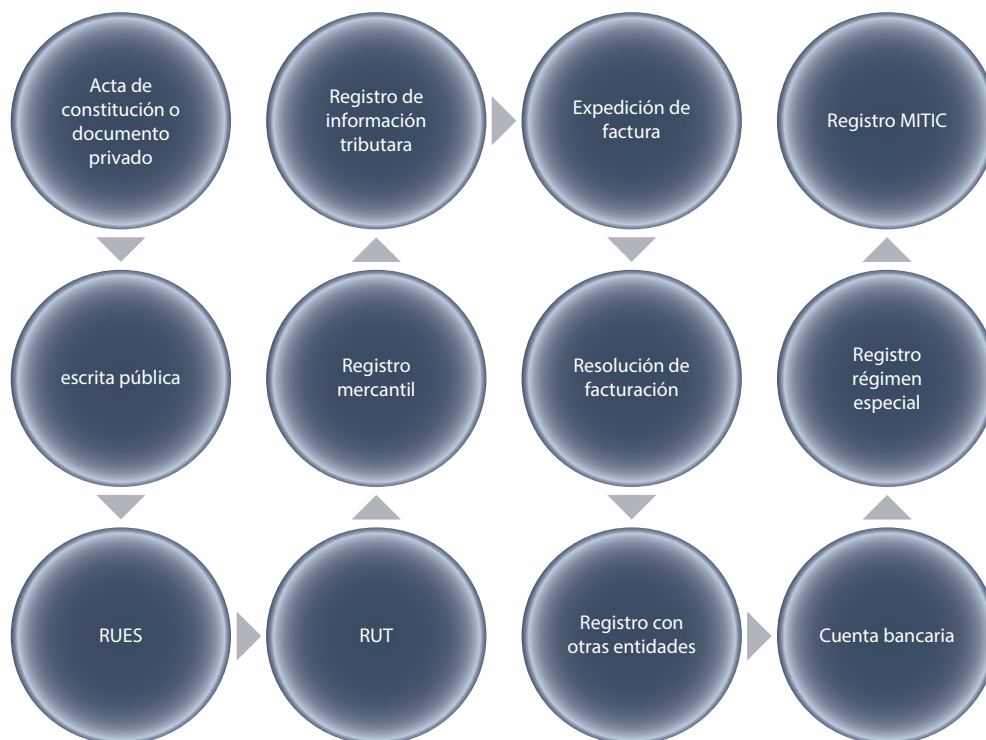 Acta de
constitución o
documento
privado
escrita pública
RUES
RUT
Registro
mercantil
Registro de
información
tributara
Expedición de
factura
Resolución de
facturación
Registro con
otras entidades
Cuenta bancaria
Registro
régimen
especial
Registro MITIC